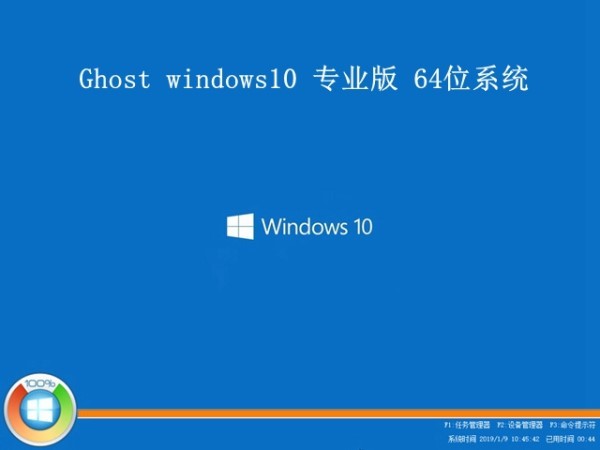 Ghost windows10 专业版 64位系统
Windows 10
100%
F1:任务管理器 F2:设备管理器 F3:命令提示符
系统时间 2019/1/9 10:45:42 已用时间 00:44